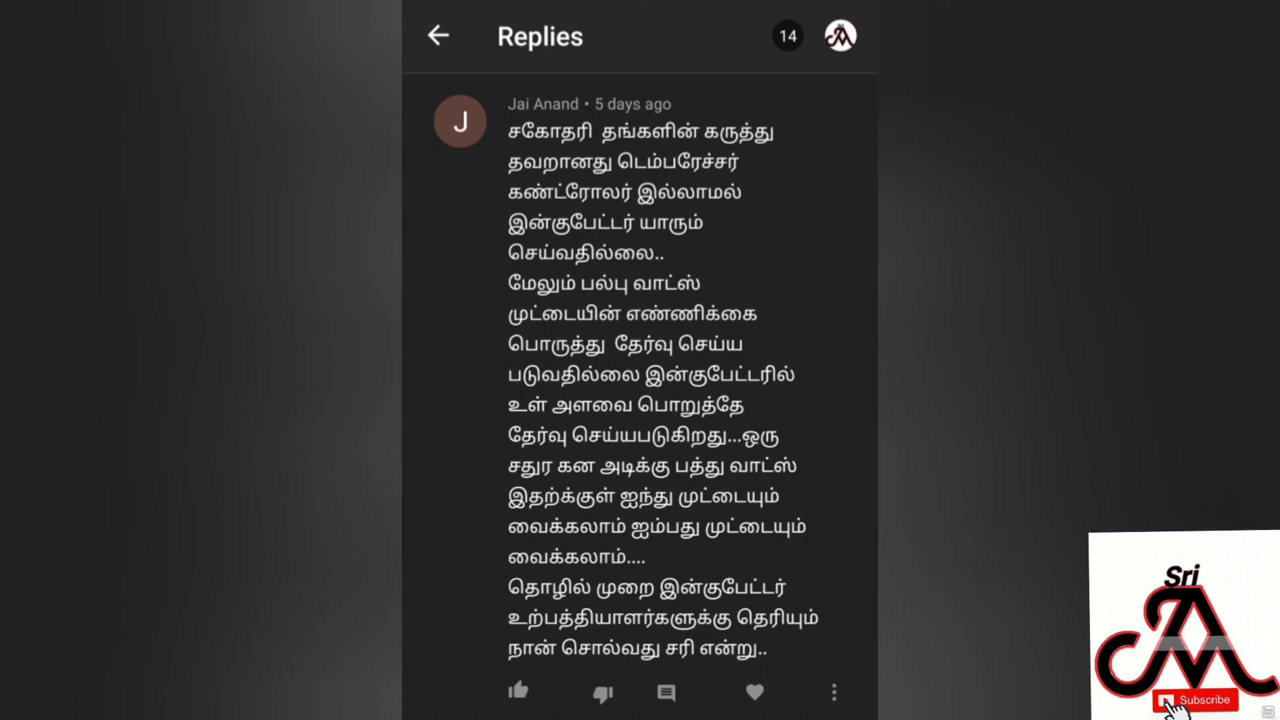 Replies
14
Jai Anand • 5 days ago
J
சகோதரி தங்களின் கருத்து
தவறானது டெம்பரேச்சர்
கண்ட்ரோலர் இல்லாமல்
இன்குபேட்டர் யாரும்
செய்வதில்லை..
மேலும் பல்பு வாட்ஸ்
முட்டையின் எண்ணிக்கை
பொருத்து தேர்வு செய்ய
படுவதில்லை இன்குபேட்டரில்
உள் அளவை பொறுத்தே
தேர்வு செய்யபடுகிறது...ஒரு
சதுர கன அடிக்கு பத்து வாட்ஸ்
இதற்க்குள் ஐந்து முட்டையும்
வைக்கலாம் ஐம்பது முட்டையும்
வைக்கலாம்....
தொழில் முறை இன்குபேட்டர்
உற்பத்தியாளர்களுக்கு தெரியும்
நான் சொல்வது சரி என்று..
Sri
Subscribe